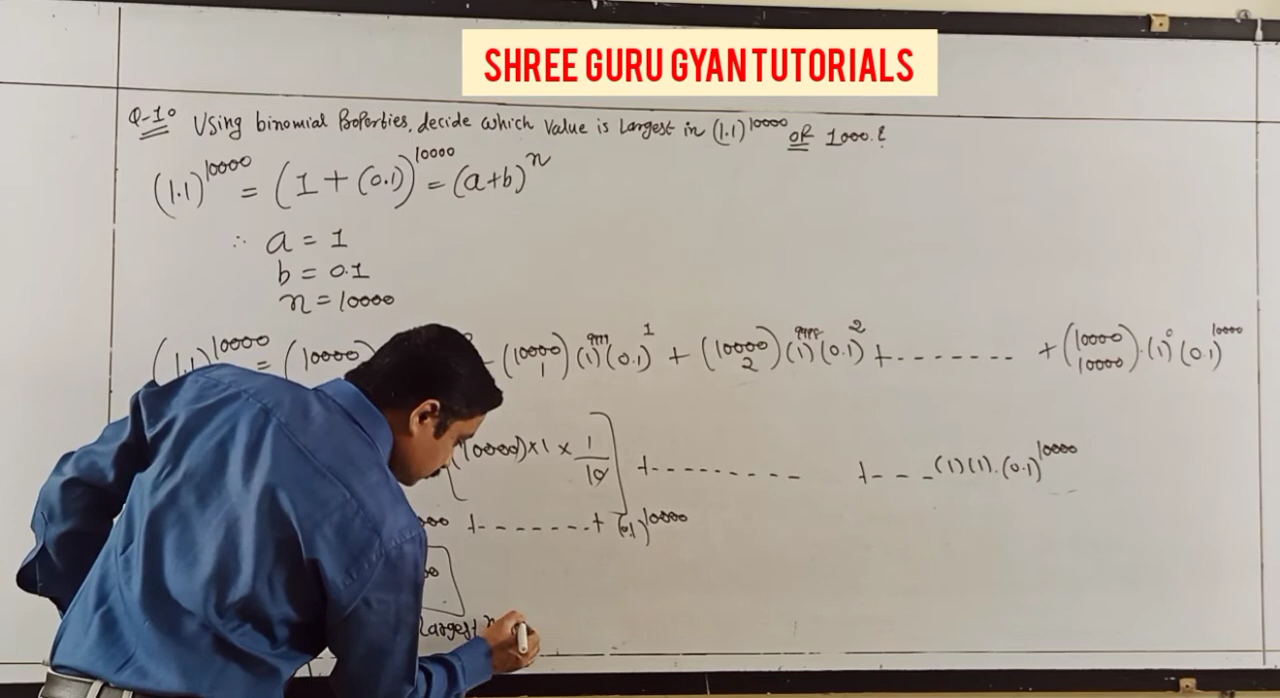 SHREE GURU GYAN TUTORIALS
Q-1° Using binomial Properties, decide which Value is Largest in (1.1)^10000 OR 1000.?
(1.1)^10000 = (1 + (0.1))^10000 = (a+b)^n
∴ a = 1
b = 0.1
n = 10000
(1.1)^10000 = (10000) (10000 1) (1)^9999 (0.1)^1 + (10000 2) (1)^9998 (0.1)^2 + -------- + (10000 10000) · (1)^0 (0.1)^10000
(10000) × 1 × 1/10] + --------- + --- (1)(1)·(0.1)^10000
000 + ------- + (0.1)^10000
Largest